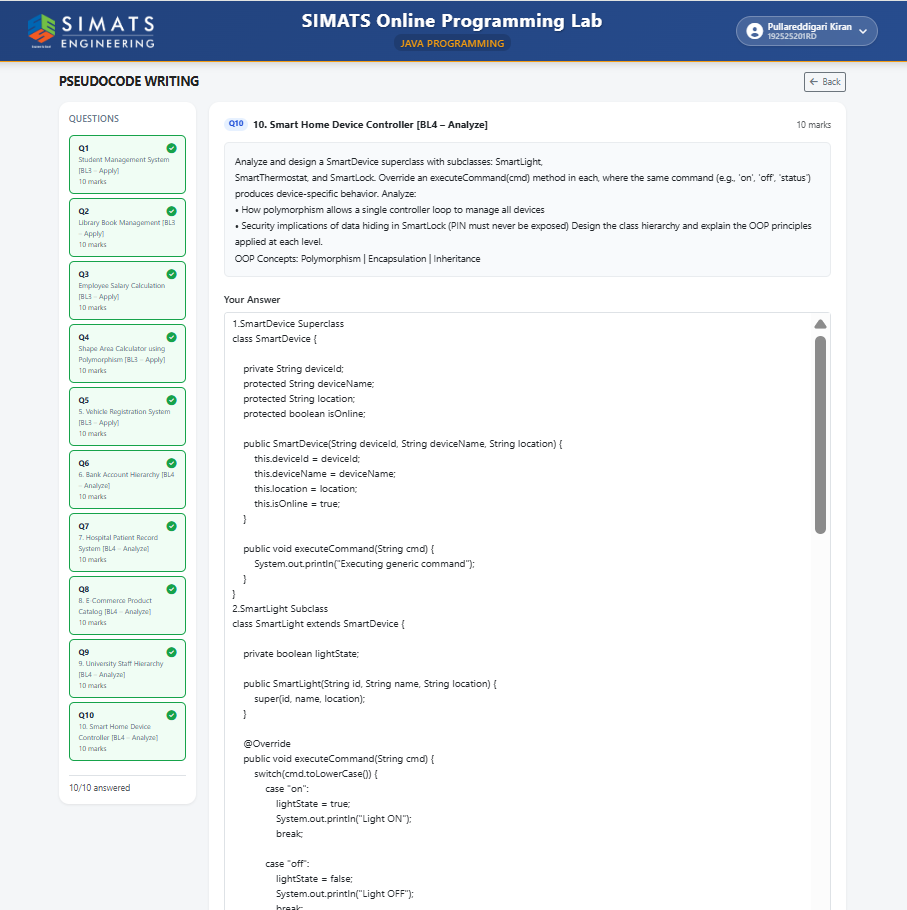 SIMATS
ENGINEERING
SIMATS Online Programming Lab
JAVA PROGRAMMING
Pullareddigari Kiran
192525201RD
PSEUDOCODE WRITING
← Back
QUESTIONS
Q1
Student Management System
[BL3 – Apply]
10 marks
Q2
Library Book Management [BL3
– Apply]
10 marks
Q3
Employee Salary Calculation
[BL3 – Apply]
10 marks
Q4
Shape Area Calculator using
Polymorphism [BL3 – Apply]
10 marks
Q5
5. Vehicle Registration System
[BL3 – Apply]
10 marks
Q6
6. Bank Account Hierarchy [BL4
– Analyze]
10 marks
Q7
7. Hospital Patient Record
System [BL4 – Analyze]
10 marks
Q8
8. E-Commerce Product
Catalog [BL4 – Analyze]
10 marks
Q9
9. University Staff Hierarchy
[BL4 – Analyze]
10 marks
Q10
10. Smart Home Device
Controller [BL4 – Analyze]
10 marks
10/10 answered
Q10 10. Smart Home Device Controller [BL4 – Analyze] 10 marks
Analyze and design a SmartDevice superclass with subclasses: SmartLight,
SmartThermostat, and SmartLock. Override an executeCommand(cmd) method in each, where the same command (e.g., 'on', 'off', 'status')
produces device-specific behavior. Analyze:
• How polymorphism allows a single controller loop to manage all devices
• Security implications of data hiding in SmartLock (PIN must never be exposed) Design the class hierarchy and explain the OOP principles
applied at each level.
OOP Concepts: Polymorphism | Encapsulation | Inheritance
Your Answer
1.SmartDevice Superclass
class SmartDevice {
private String deviceId;
protected String deviceName;
protected String location;
protected boolean isOnline;
public SmartDevice(String deviceId, String deviceName, String location) {
this.deviceId = deviceId;
this.deviceName = deviceName;
this.location = location;
this.isOnline = true;
}
public void executeCommand(String cmd) {
System.out.println("Executing generic command");
}
}
2.SmartLight Subclass
class SmartLight extends SmartDevice {
private boolean lightState;
public SmartLight(String id, String name, String location) {
super(id, name, location);
}
@Override
public void executeCommand(String cmd) {
switch(cmd.toLowerCase()) {
case "on":
lightState = true;
System.out.println("Light ON");
break;
case "off":
lightState = false;
System.out.println("Light OFF");
break;